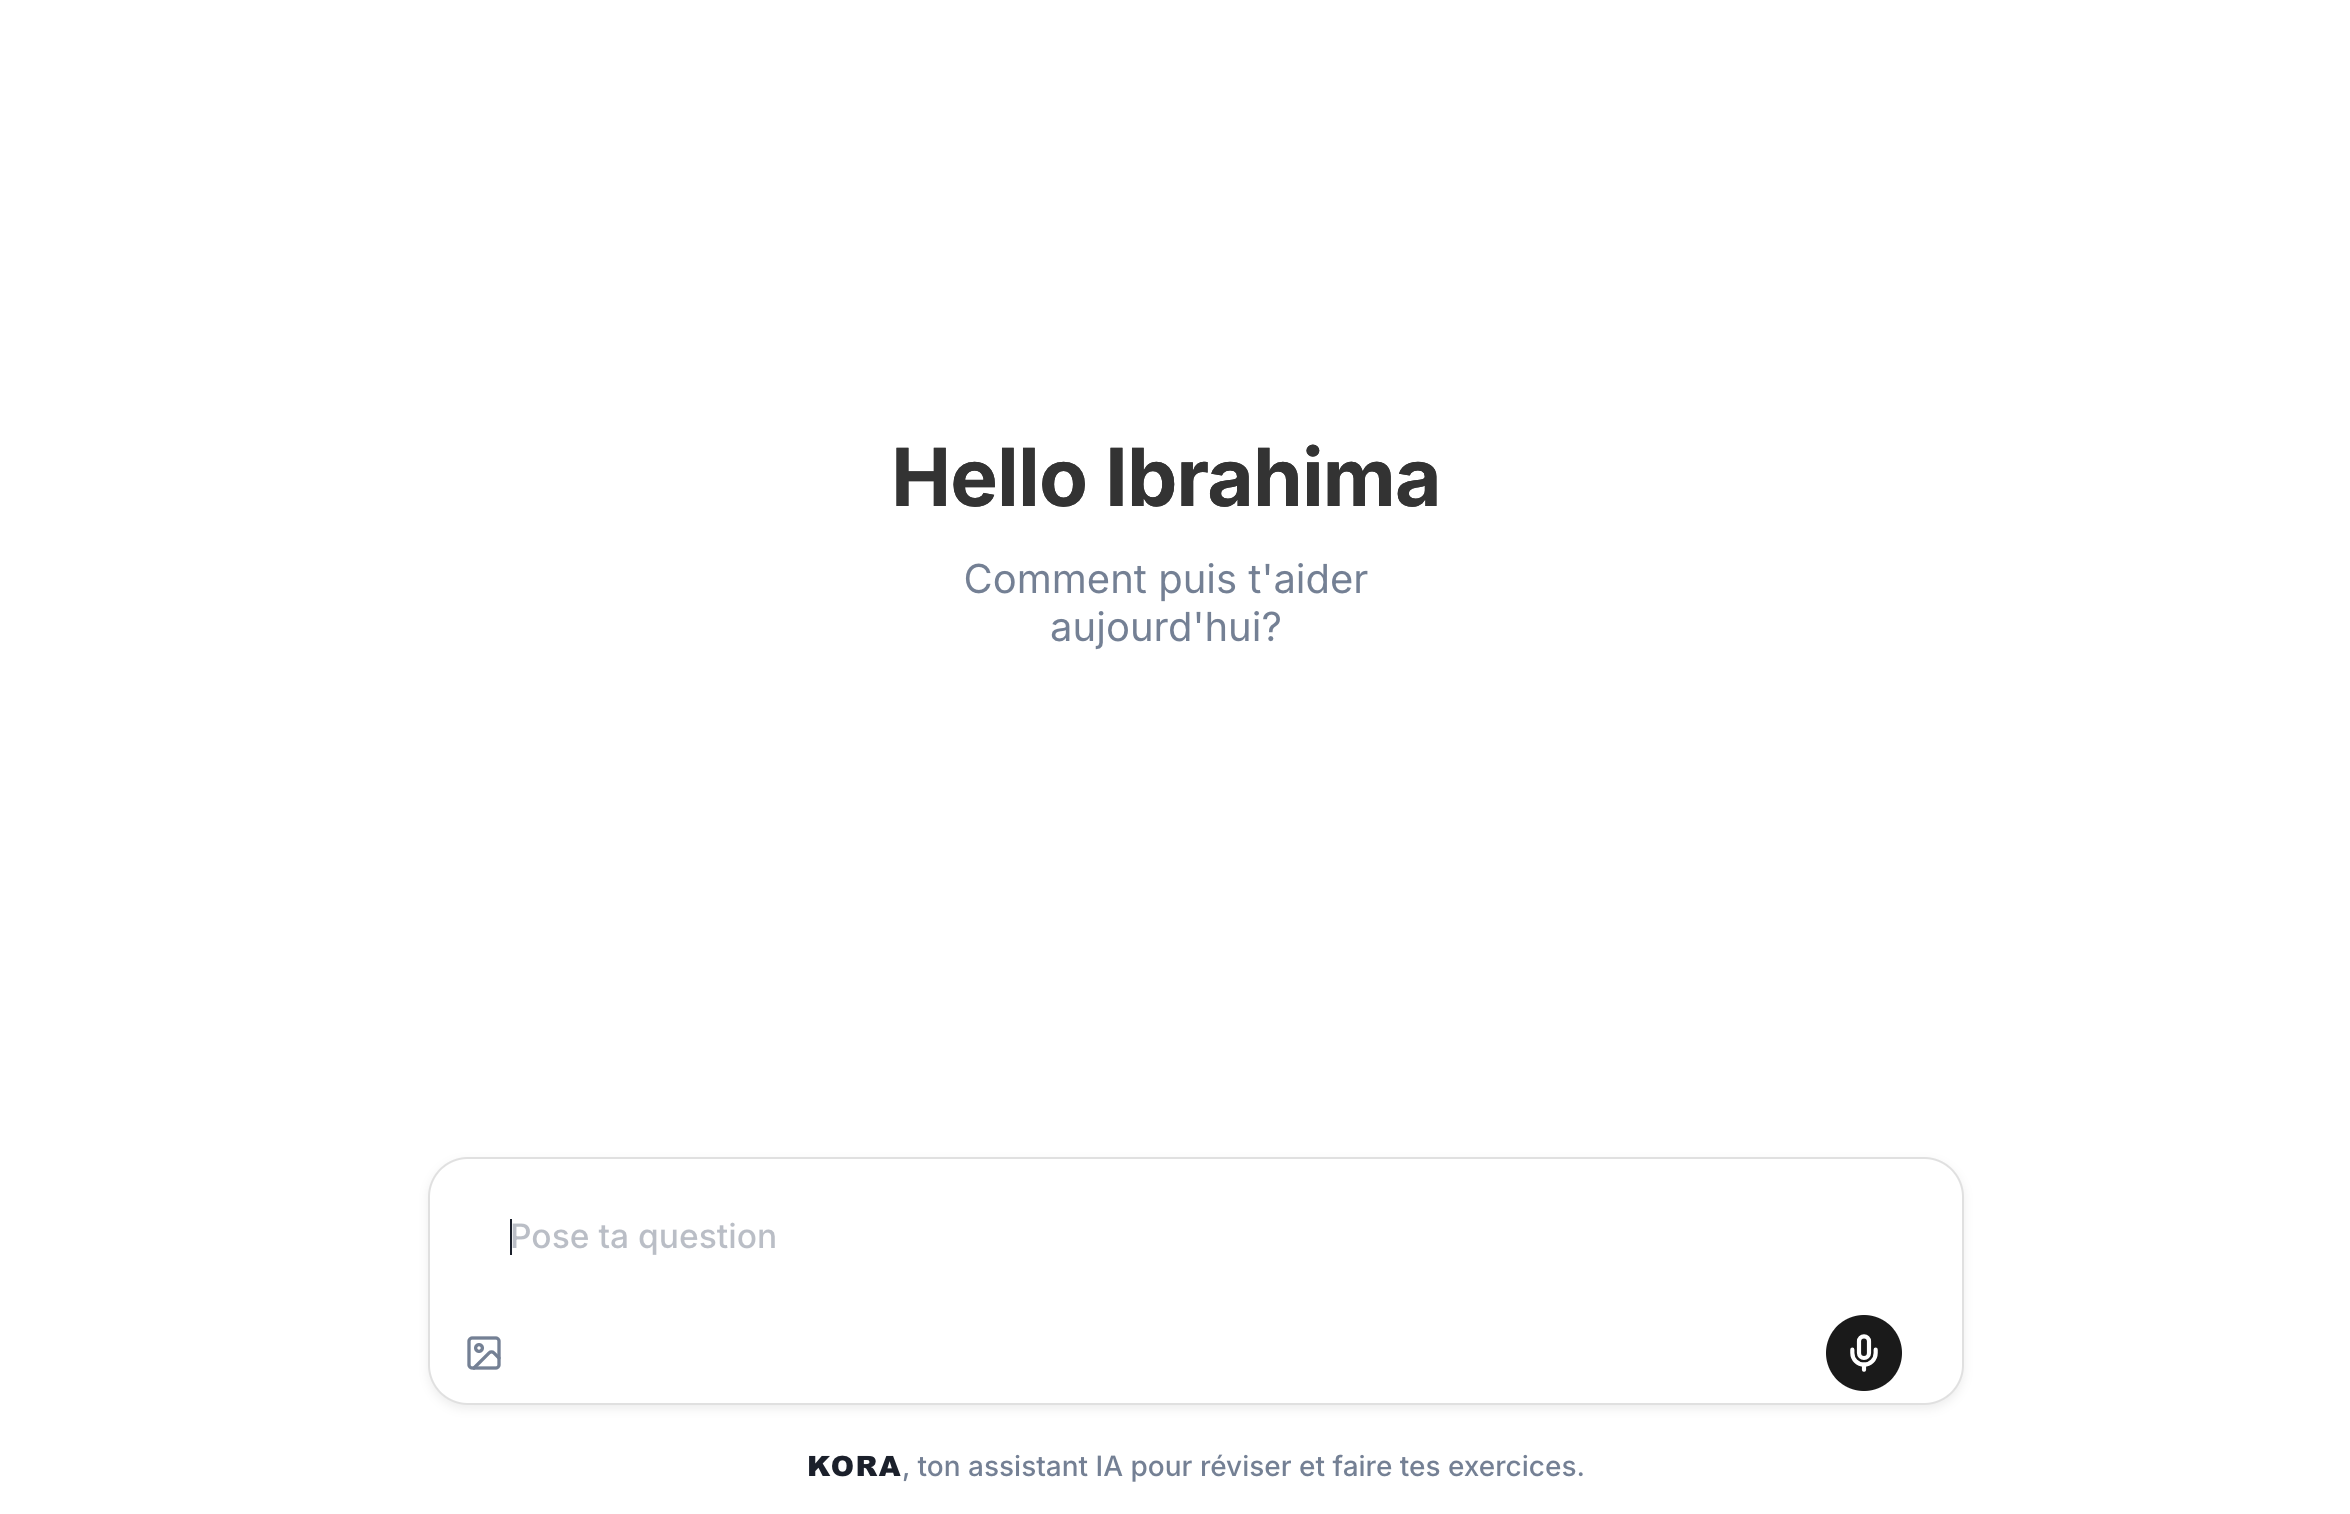 Hello Ibrahima
Comment puis t'aider
aujourd'hui?
Pose ta question
KORA, ton assistant IA pour réviser et faire tes exercices.